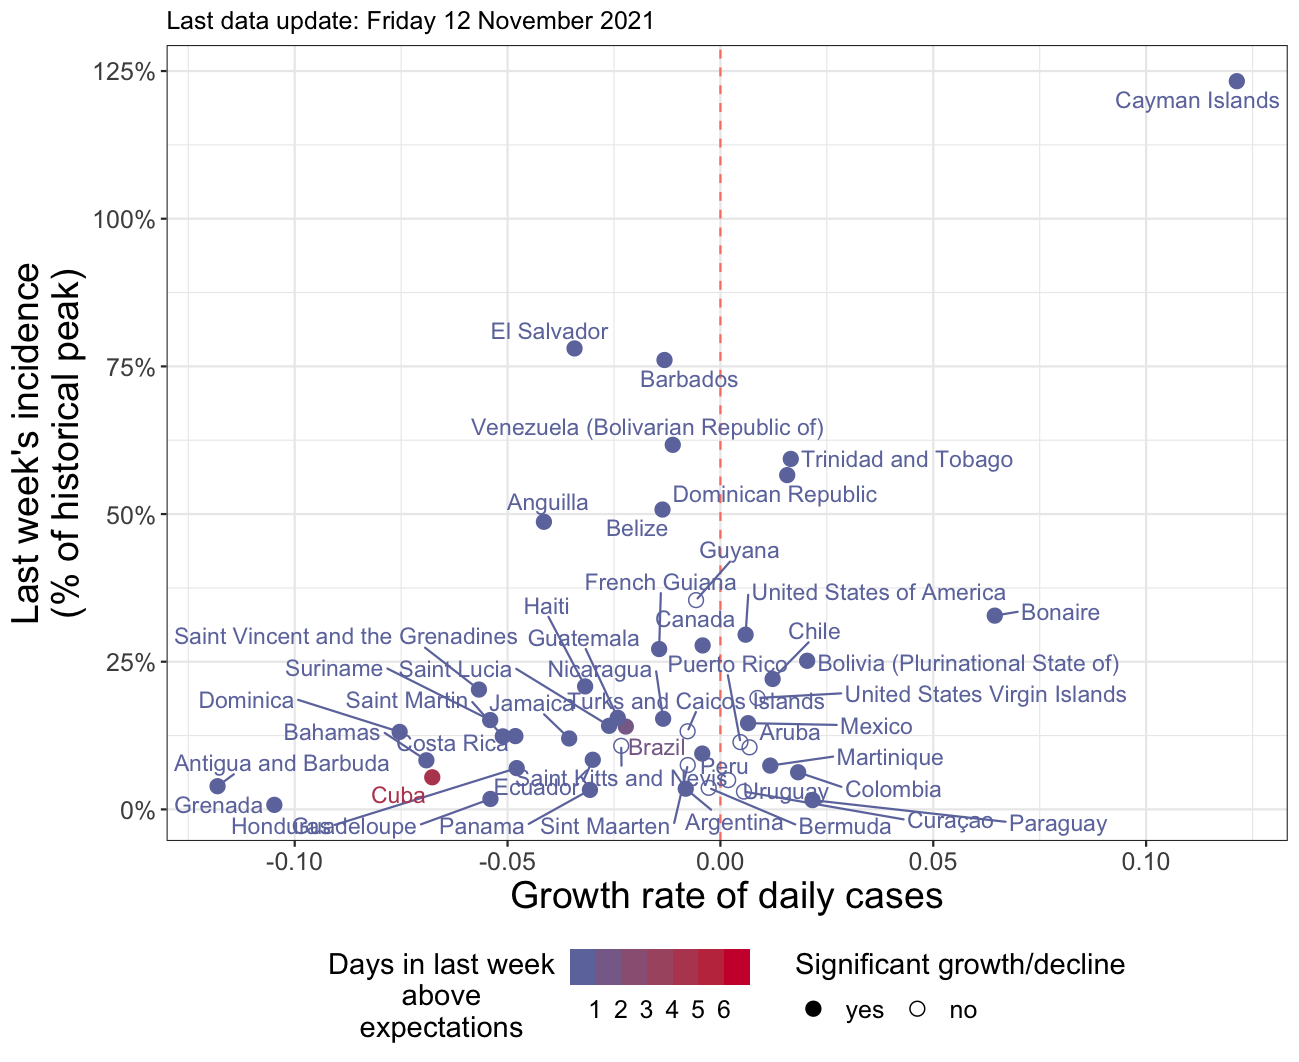 Last data update: Friday 12 November 2021
125%
Cayman Islands
100%
El Salvador
75%
Barbados
Venezuela (Bolivarian Republic of)
Trinidad and Tobago
Dominican Republic
Anguilla
50%
Belize
Guyana
French Guiana
United States of America
Haiti
Bonaire
Canada
Chile
Saint Vincent and the Grenadines
Guatemala
25%
Suriname
Saint Lucia
Nicaragua
Puerto Rico
Bolivia (Plurinational State of)
Dominica
Saint Martin
Jamaica
Turks and Caicos Islands
United States Virgin Islands
Bahamas
Costa Rica
Brazil
Aruba
Mexico
Antigua and Barbuda
Peru
Martinique
Saint Kitts and Nevis
Cuba
Ecuador
Uruguay
Colombia
Grenada
0%
Honduras
Guadeloupe
Panama
Sint Maarten
Argentina
Bermuda
Curaçao
Paraguay
-0.10
-0.05
0.00
0.05
0.10
Last week's incidence
(% of historical peak)
Growth rate of daily cases
Days in last week
above
expectations
1 2 3 4 5 6
Significant growth/decline
yes
no